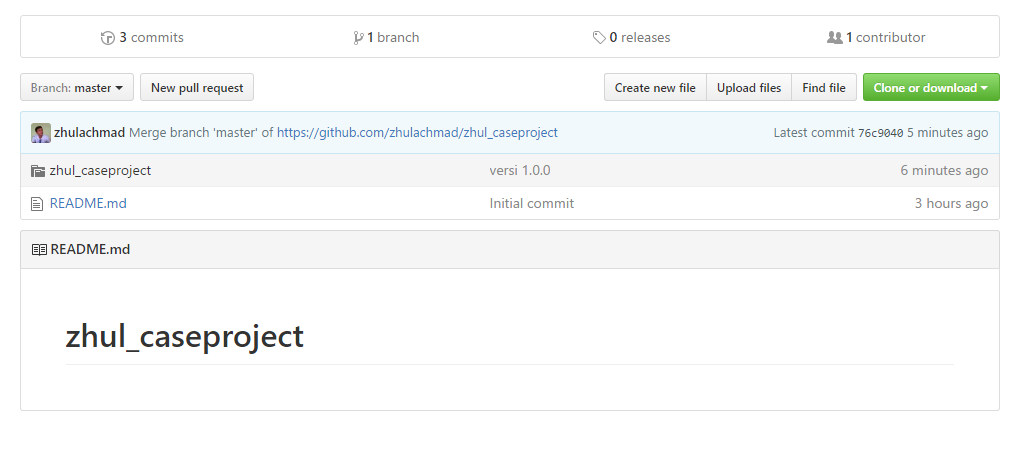 3 commits 1 branch 0 releases 1 contributor
Branch: master New pull request Create new file Upload files Find file Clone or download
zhulachmad Merge branch 'master' of https://github.com/zhulachmad/zhul_caseproject Latest commit 76c9040 5 minutes ago
zhul_caseproject versi 1.0.0 6 minutes ago
README.md Initial commit 3 hours ago
README.md
zhul_caseproject